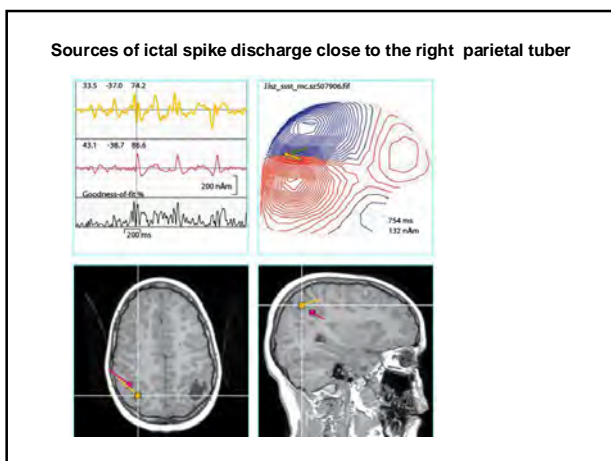 Sources of ictal spike discharge close to the right parietal tuber
33.5 -37.0 74.2
43.1 -38.7 86.6
200 nAm
Goodness-of-fit%
200 ms
754 ms
132 nAm